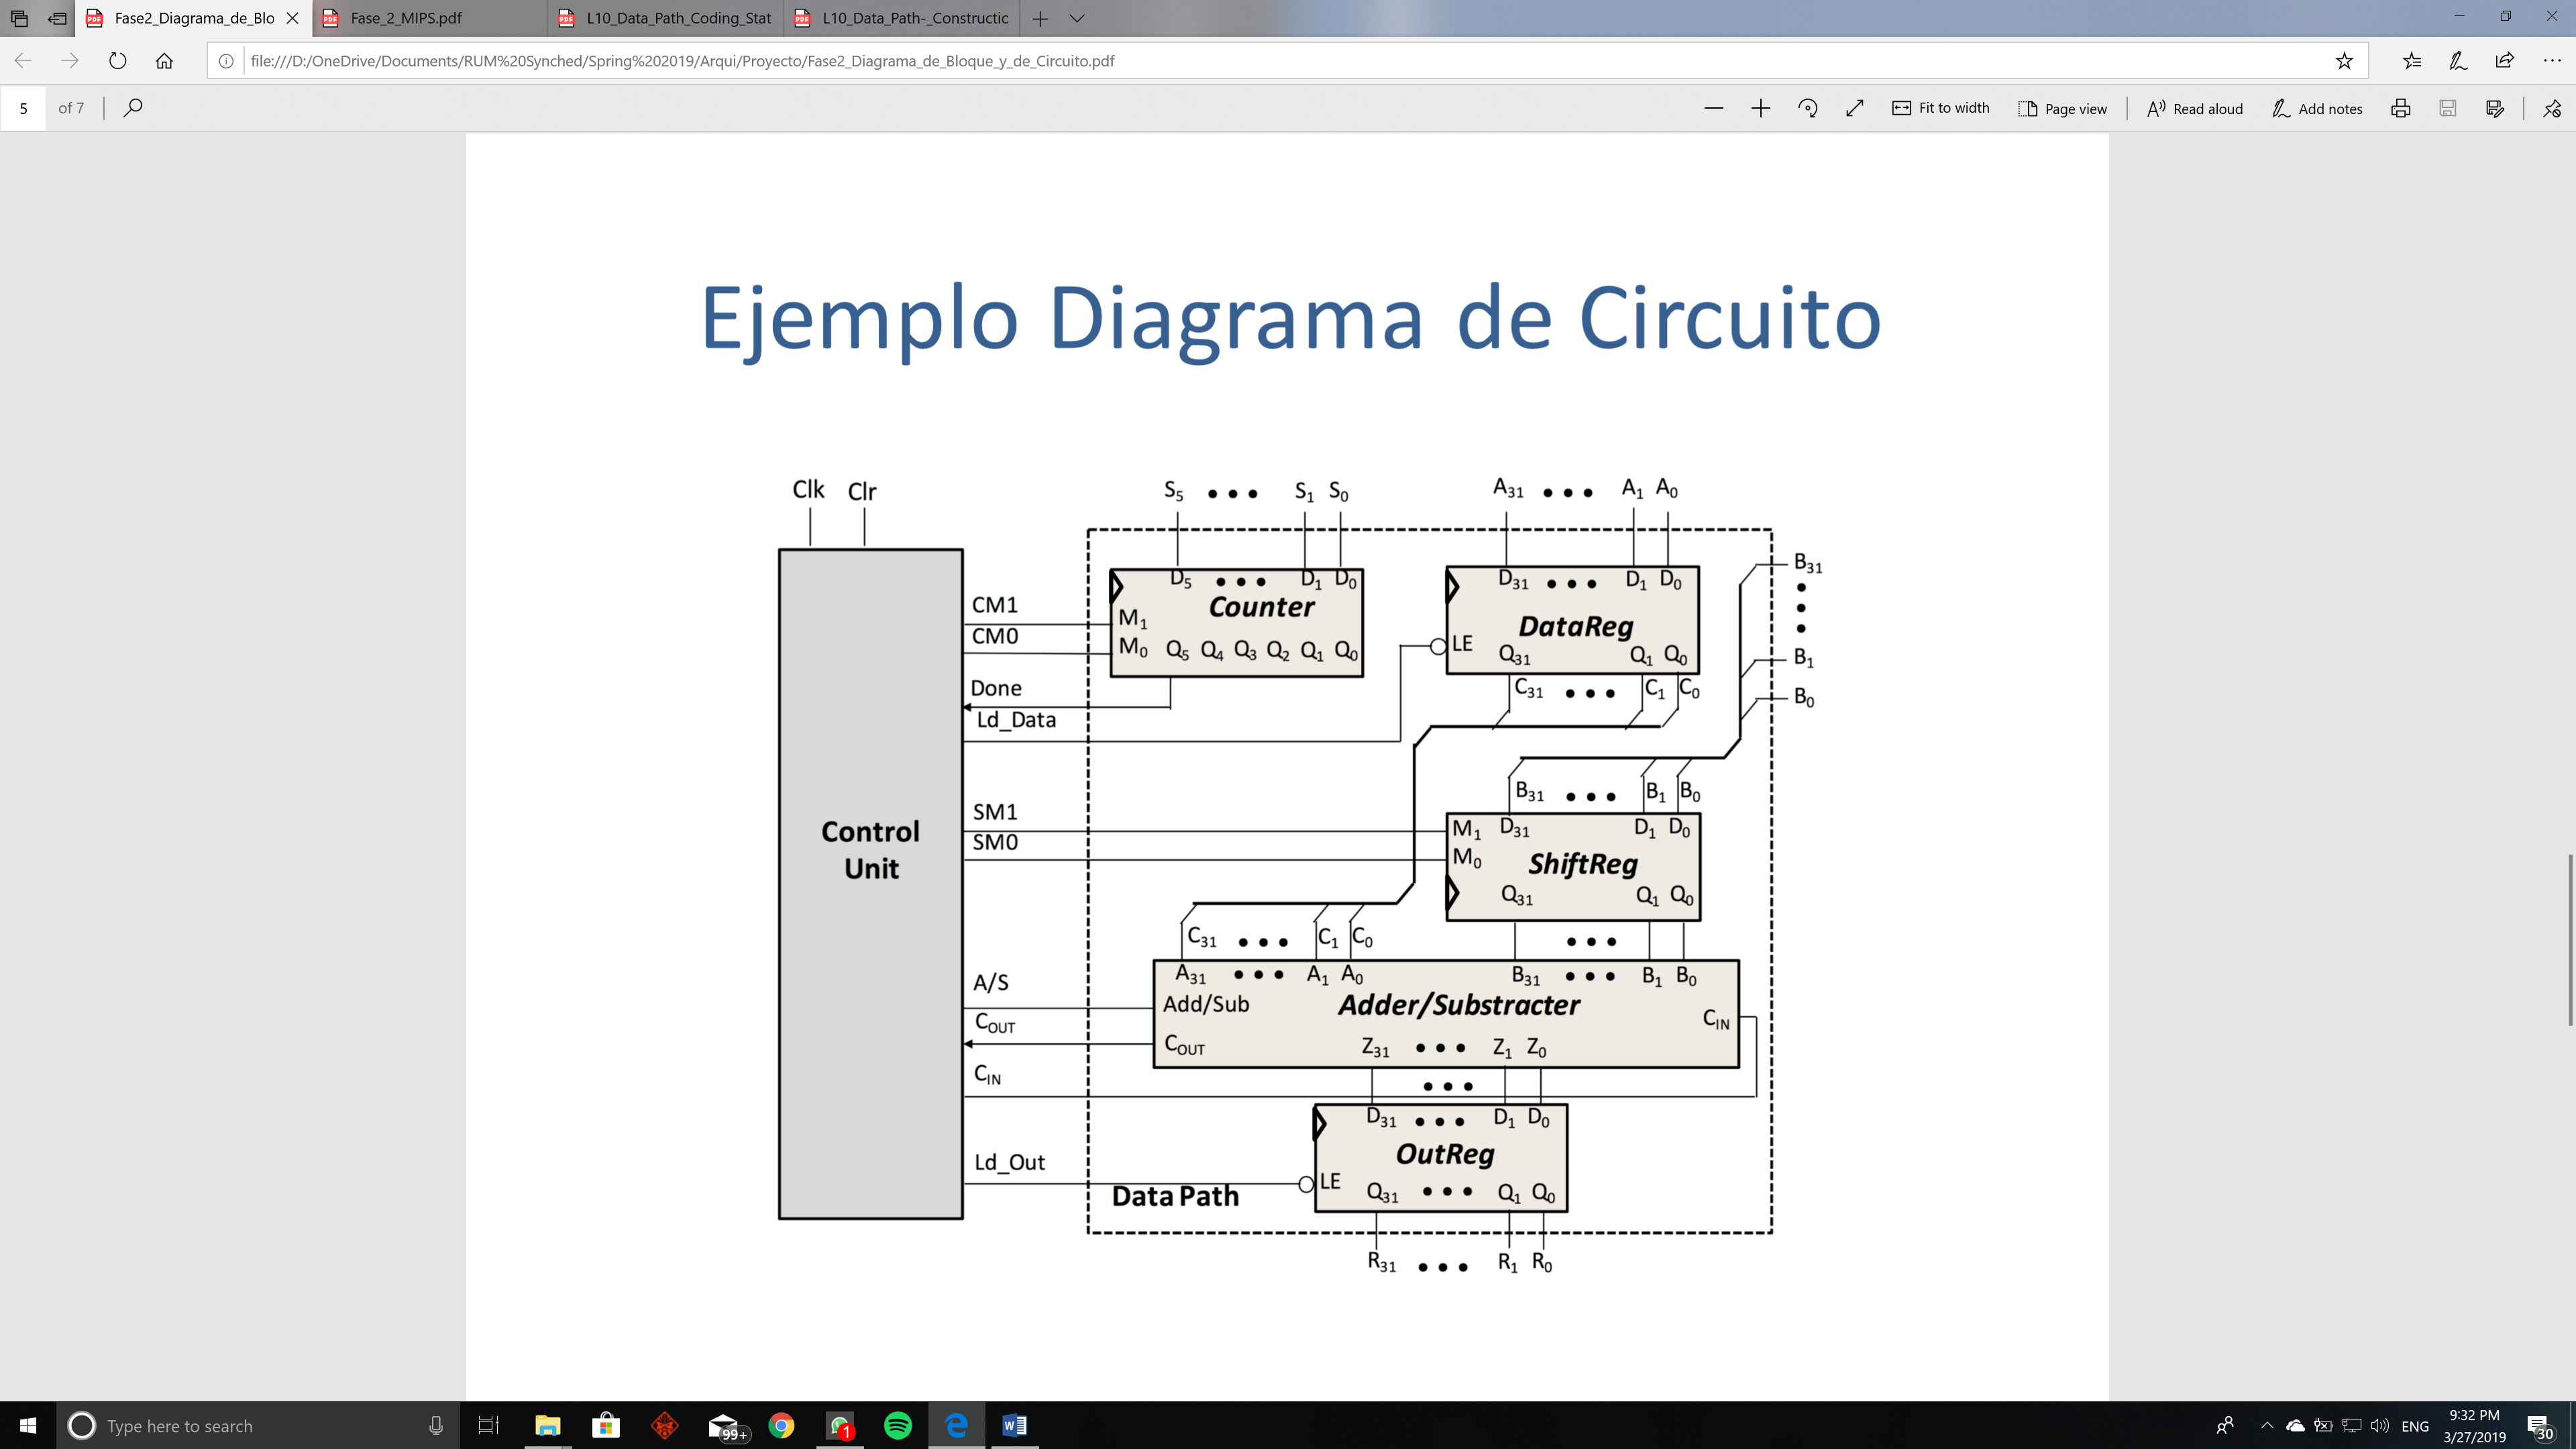 Fase2_Diagrama_de_Blo
Fase_2_MIPS.pdf
L10_Data_Path_Coding_Stat
L10_Data_Path-_Constructic
file:///D:/OneDrive/Documents/RUM%20Synched/Spring%202019/Arqui/Proyecto/Fase2_Diagrama_de_Bloque_y_de_Circuito.pdf
5 of 7
Fit to width
Page view
Read aloud
Add notes
Ejemplo Diagrama de Circuito
Clk Clr
S5 ••• S1 S0
A31 ••• A1 A0
B31
B1
B0
D5 ••• D1 D0
Counter
M1
M0 Q5 Q4 Q3 Q2 Q1 Q0
D31 ••• D1 D0
DataReg
LE
Q31 Q1 Q0
C31 ••• C1 C0
CM1
CM0
Done
Ld_Data
SM1
SM0
Control
Unit
B31 ••• B1 B0
M1 D31 D1 D0
M0 ShiftReg
Q31 Q1 Q0
C31 ••• C1 C0
•••
A/S
COUT
CIN
A31 ••• A1 A0 B31 ••• B1 B0
Add/Sub Adder/Substracter
CIN
COUT Z31 ••• Z1 Z0
•••
D31 ••• D1 D0
OutReg
LE
Q31 ••• Q1 Q0
Ld_Out
Data Path
R31 ••• R1 R0
Type here to search
99+
1
ENG
9:32 PM
3/27/2019
30